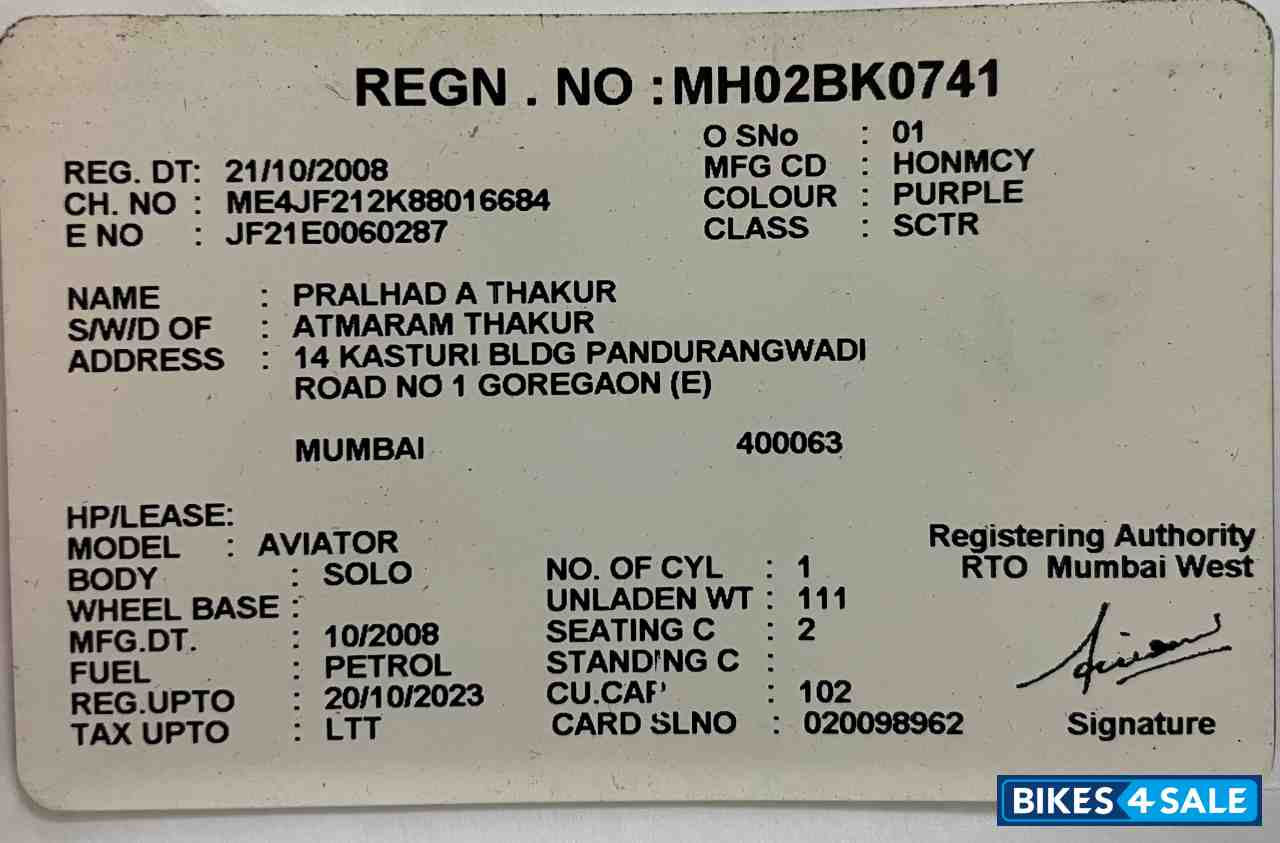 REGN . NO : MH02BK0741
O SNo : 01
REG. DT: 21/10/2008 MFG CD : HONMCY
CH. NO : ME4JF212K88016684 COLOUR : PURPLE
E NO : JF21E0060287 CLASS : SCTR
NAME : PRALHAD A THAKUR
S/W/D OF : ATMARAM THAKUR
ADDRESS : 14 KASTURI BLDG PANDURANGWADI
ROAD NO 1 GOREGAON (E)
MUMBAI 400063
HP/LEASE:
MODEL : AVIATOR
BODY : SOLO
WHEEL BASE :
MFG.DT. : 10/2008
FUEL : PETROL
REG.UPTO : 20/10/2023
TAX UPTO : LTT
NO. OF CYL : 1
UNLADEN WT : 111
SEATING C : 2
STANDING C :
CU.CAP : 102
CARD SLNO : 020098962
Registering Authority
RTO Mumbai West
Signature
BIKES4SALE